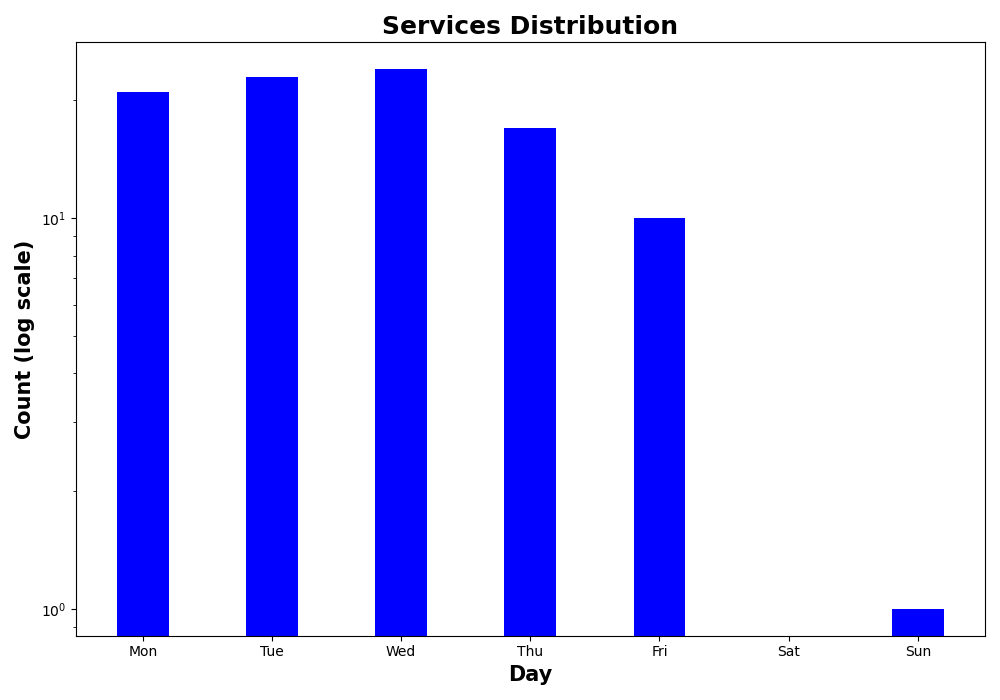 Services Distribution
Count (log scale)
10¹
10⁰
Mon Tue Wed Thu Fri Sat Sun
Day